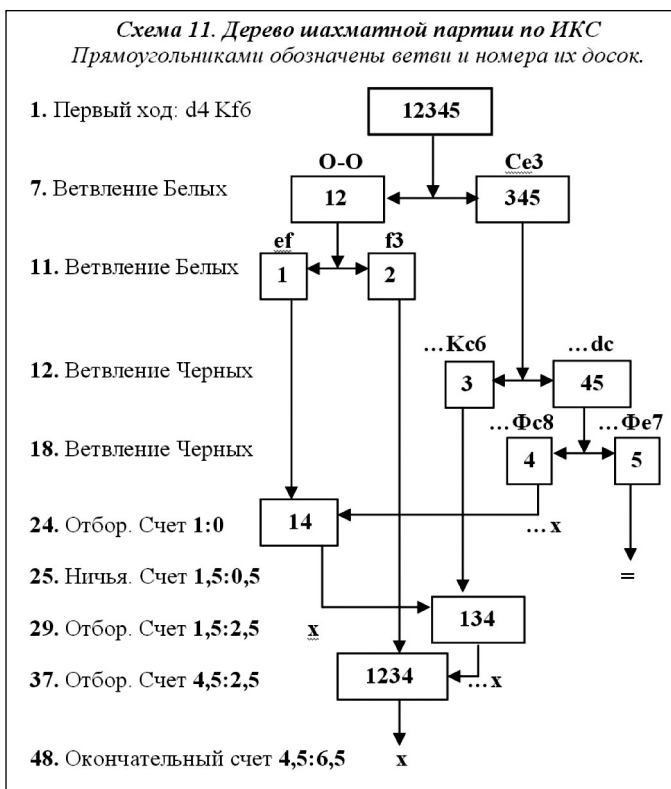 Схема 11. Дерево шахматной партии по ИКС
Прямоугольниками обозначены ветви и номера их досок.
1. Первый ход: d4 Kf6
12345
O-O
Ce3
7. Ветвление Белых
12
345
ef
f3
11. Ветвление Белых
1
2
…Kc6
…dc
12. Ветвление Черных
3
45
…Фc8
…Фe7
18. Ветвление Черных
4
5
24. Отбор. Счет 1:0
14
…x
25. Ничья. Счет 1,5:0,5
=
29. Отбор. Счет 1,5:2,5
x
134
37. Отбор. Счет 4,5:2,5
1234
…x
48. Окончательный счет 4,5:6,5
x